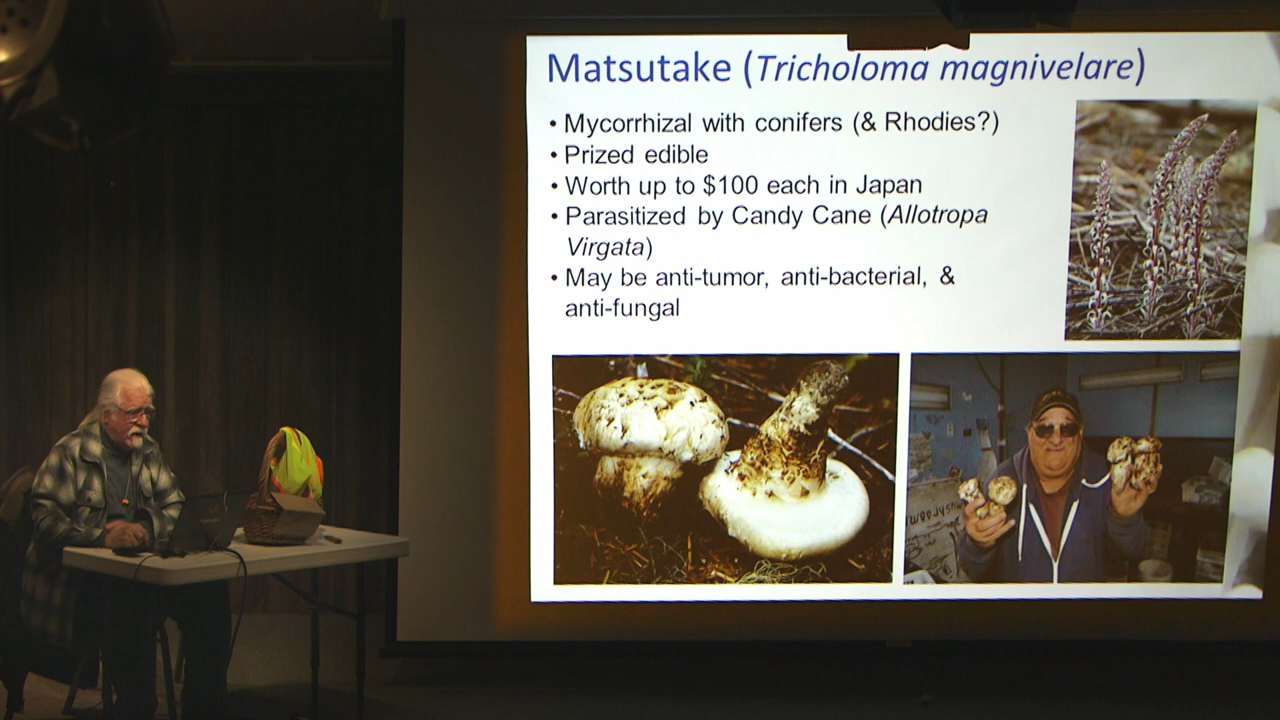 Matsutake (Tricholoma magnivelare)
• Mycorrhizal with conifers (& Rhodies?)
• Prized edible
• Worth up to $100 each in Japan
• Parasitized by Candy Cane (Allotropa
Virgata)
• May be anti-tumor, anti-bacterial, &
anti-fungal